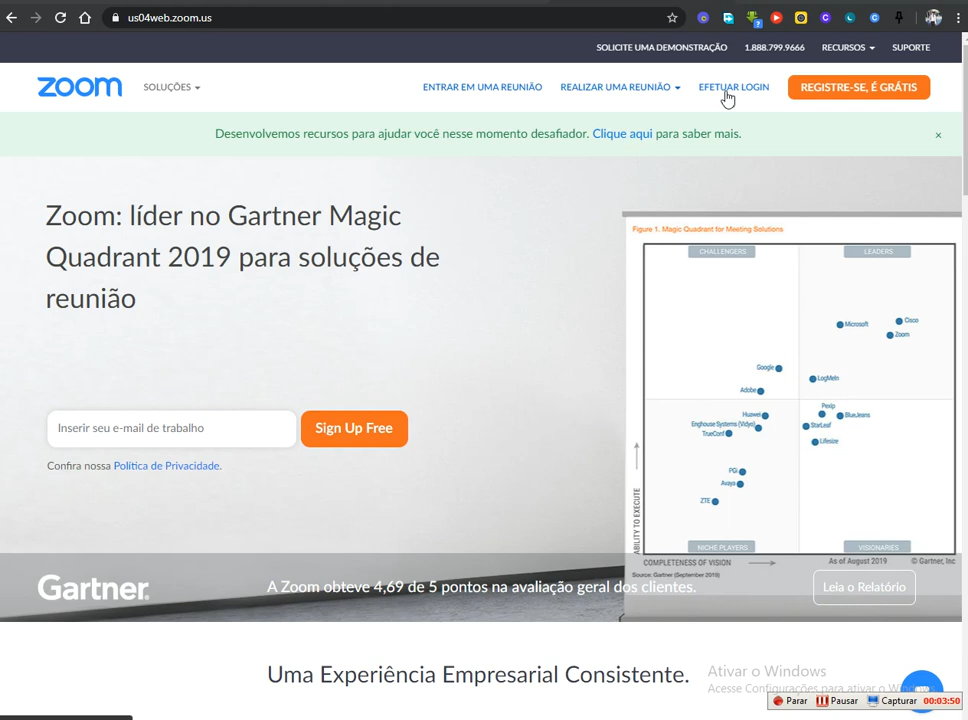 us04web.zoom.us
SOLICITE UMA DEMONSTRAÇÃO 1.888.799.9666 RECURSOS SUPORTE
zoom SOLUÇÕES ENTRAR EM UMA REUNIÃO REALIZAR UMA REUNIÃO EFETUAR LOGIN REGISTRE-SE, É GRÁTIS
Desenvolvemos recursos para ajudar você nesse momento desafiador. Clique aqui para saber mais. ×
Zoom: líder no Gartner Magic
Quadrant 2019 para soluções de
reunião
Inserir seu e-mail de trabalho
Sign Up Free
Confira nossa Política de Privacidade.
Figure 1. Magic Quadrant for Meeting Solutions
CHALLENGERS LEADERS
Microsoft
Cisco
Zoom
Google
LogMeIn
Adobe
Pexip
Huawei
BlueJeans
Enghouse Systems (Vidyo)
StarLeaf
TrueConf
Lifesize
PGi
Avaya
ZTE
ABILITY TO EXECUTE
NICHE PLAYERS VISIONARIES
COMPLETENESS OF VISION As of August 2019 © Gartner, Inc
Source: Gartner (September 2019)
Gartner
A Zoom obteve 4,69 de 5 pontos na avaliação geral dos clientes.
Leia o Relatório
Uma Experiência Empresarial Consistente.
Ativar o Windows
Acesse Configurações para ativar o
Parar Pausar Capturar 00:03:50